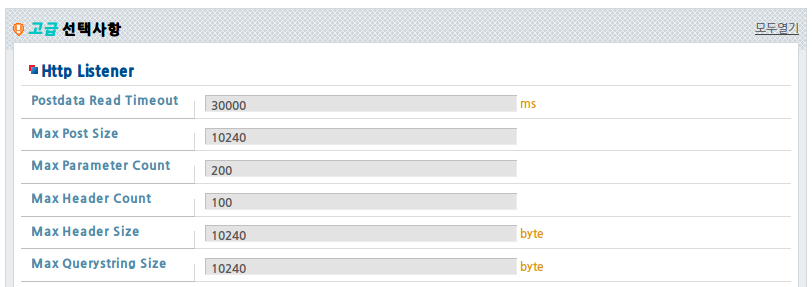 고급 선택사항
모두열기
Http Listener
Postdata Read Timeout 30000 ms
Max Post Size 10240
Max Parameter Count 200
Max Header Count 100
Max Header Size 10240 byte
Max Querystring Size 10240 byte